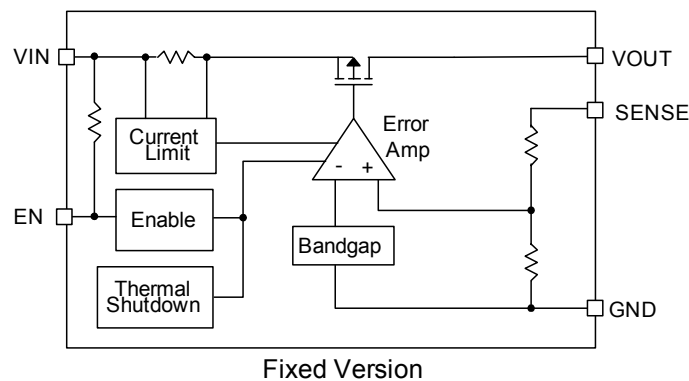 VIN
VOUT
SENSE
Error
Amp
Current
Limit
- +
EN
Enable
Bandgap
Thermal
Shutdown
GND
Fixed Version